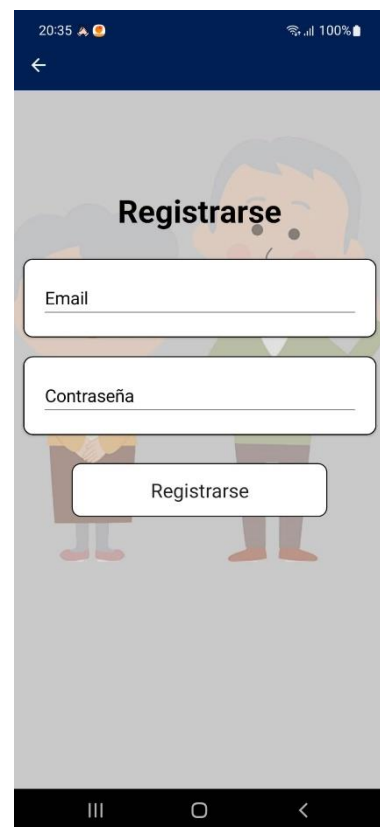 20:35 100%
Registrarse
Email
Contraseña
Registrarse